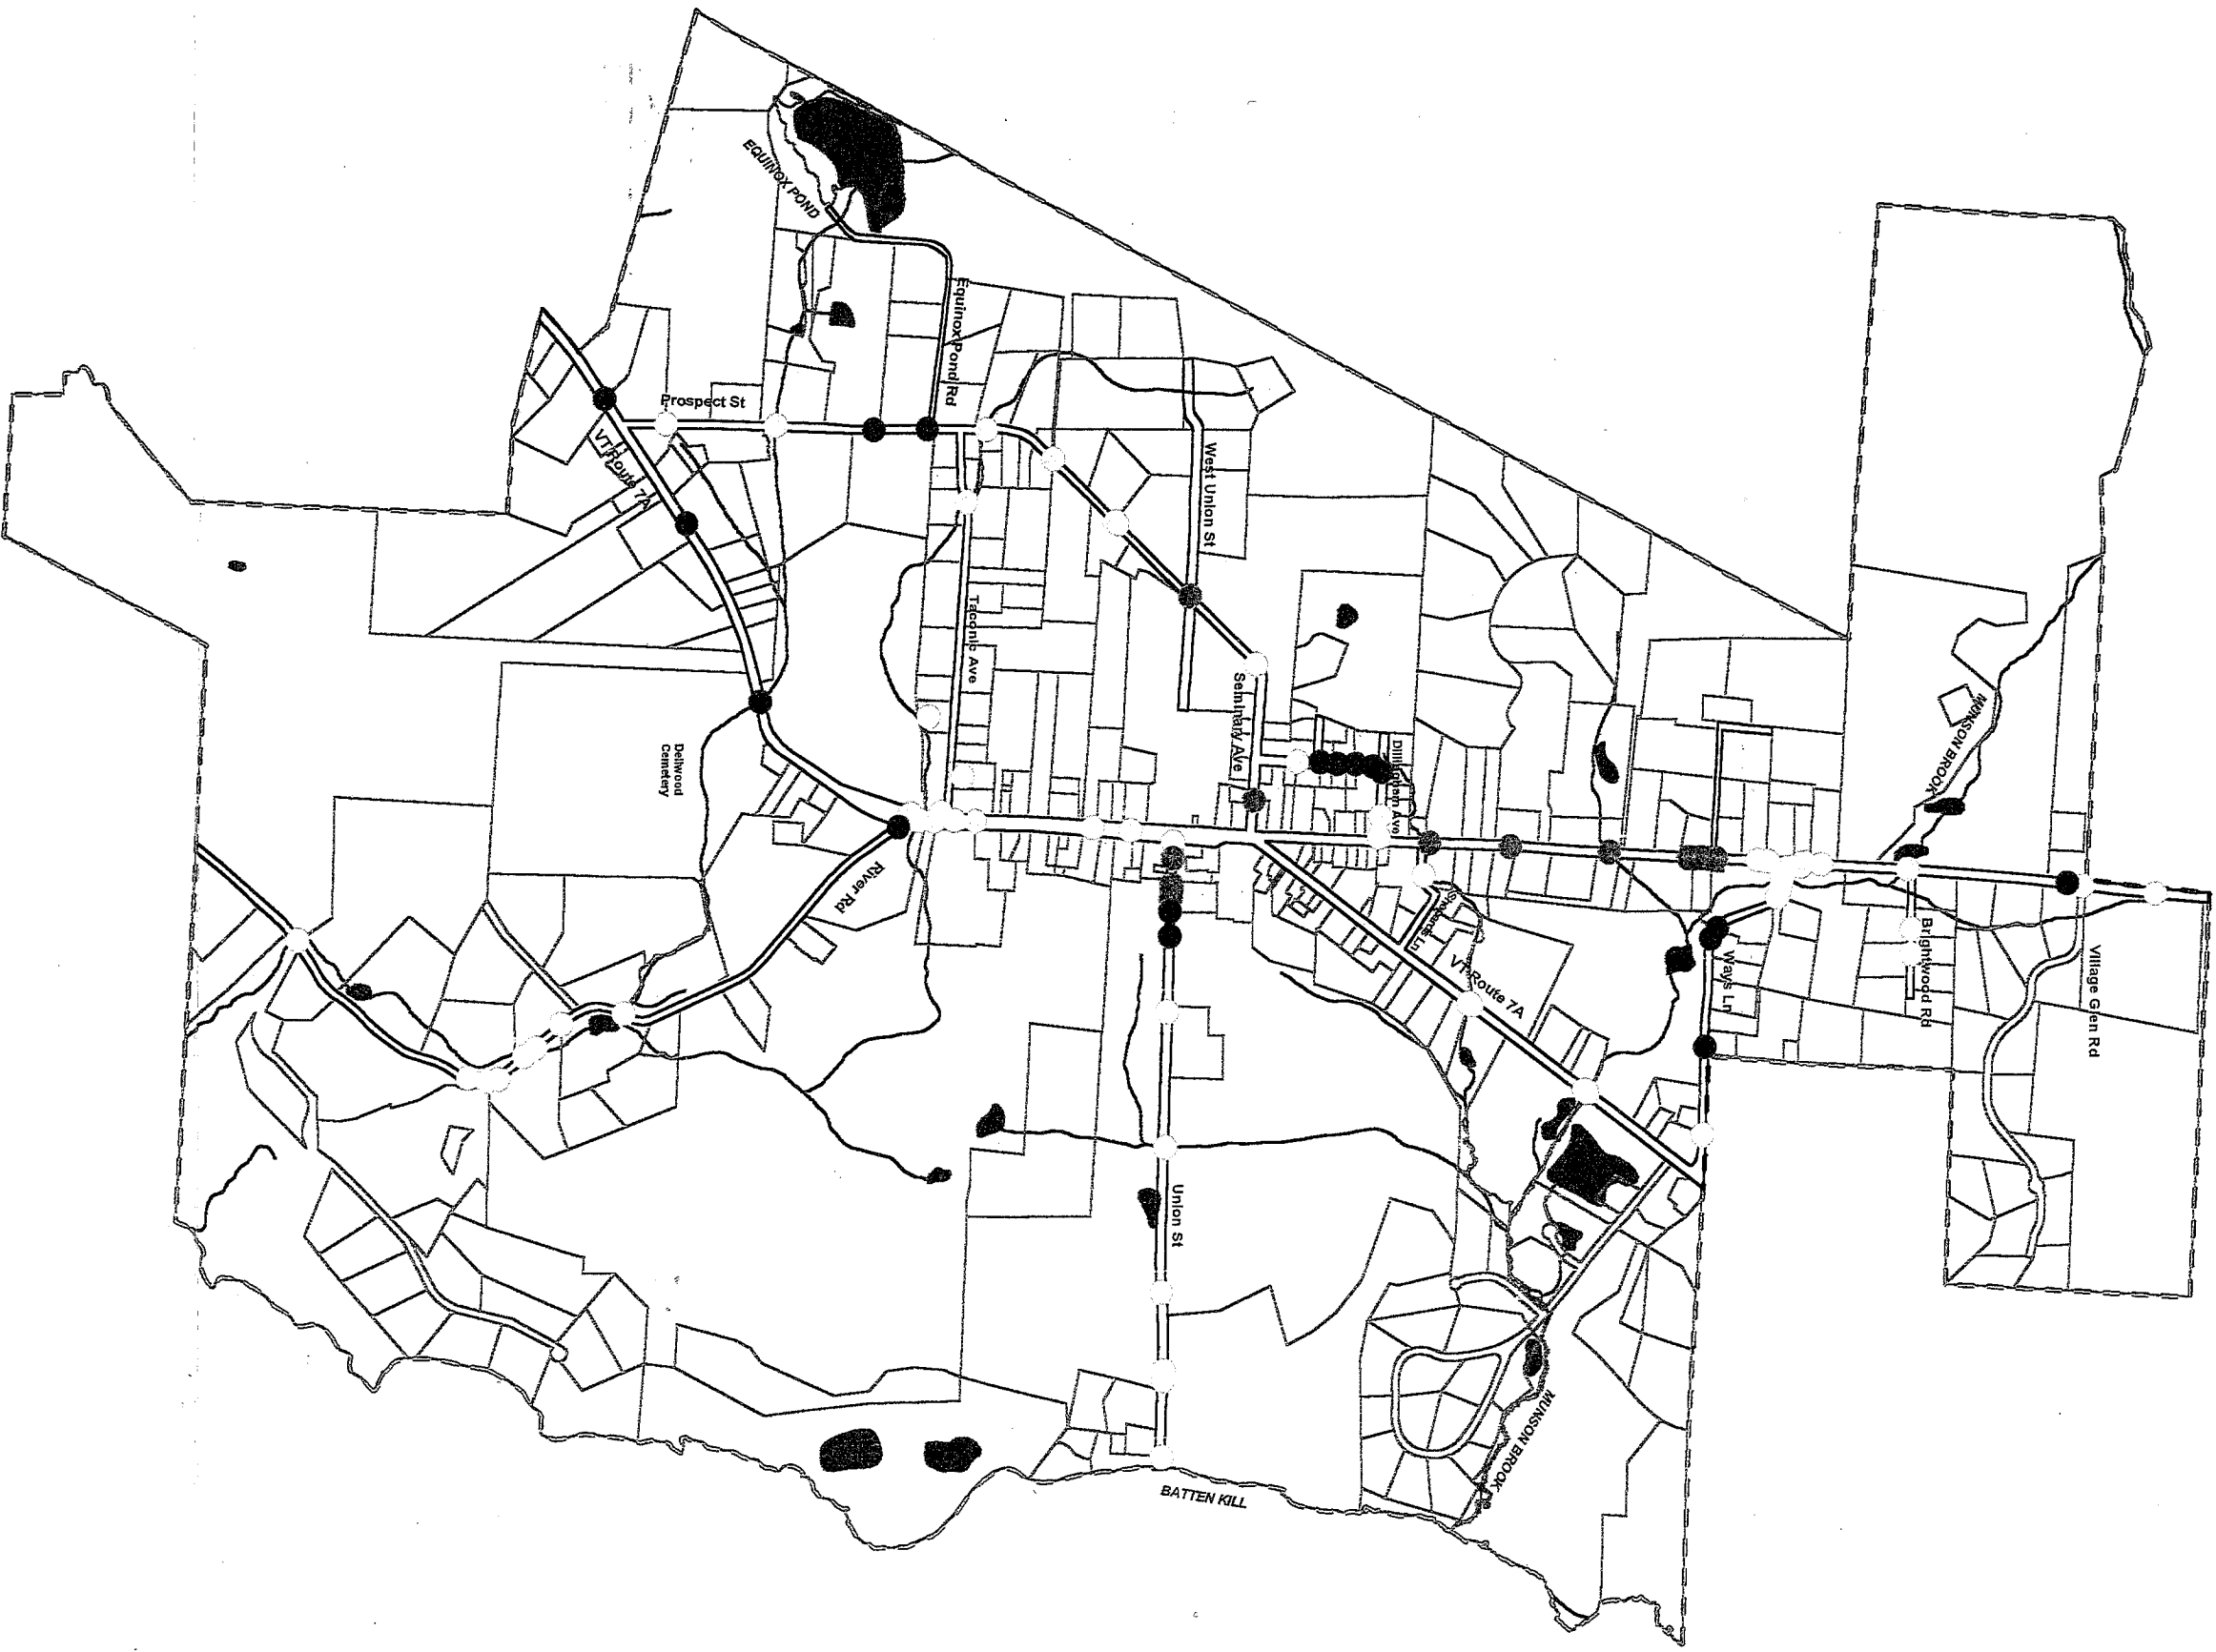 EQUINOX POND
Equinox Pond Rd
Prospect St
VT Route 7A
West Union St
Taconic Ave
Seminary Ave
Dillingham Ave
Dellwood
Cemetery
MUNSON BROOK
River Rd
VT Route 7A
Ways Ln
Brightwood Rd
Village Glen Rd
Union St
MUNSON BROOK
BATTEN KILL